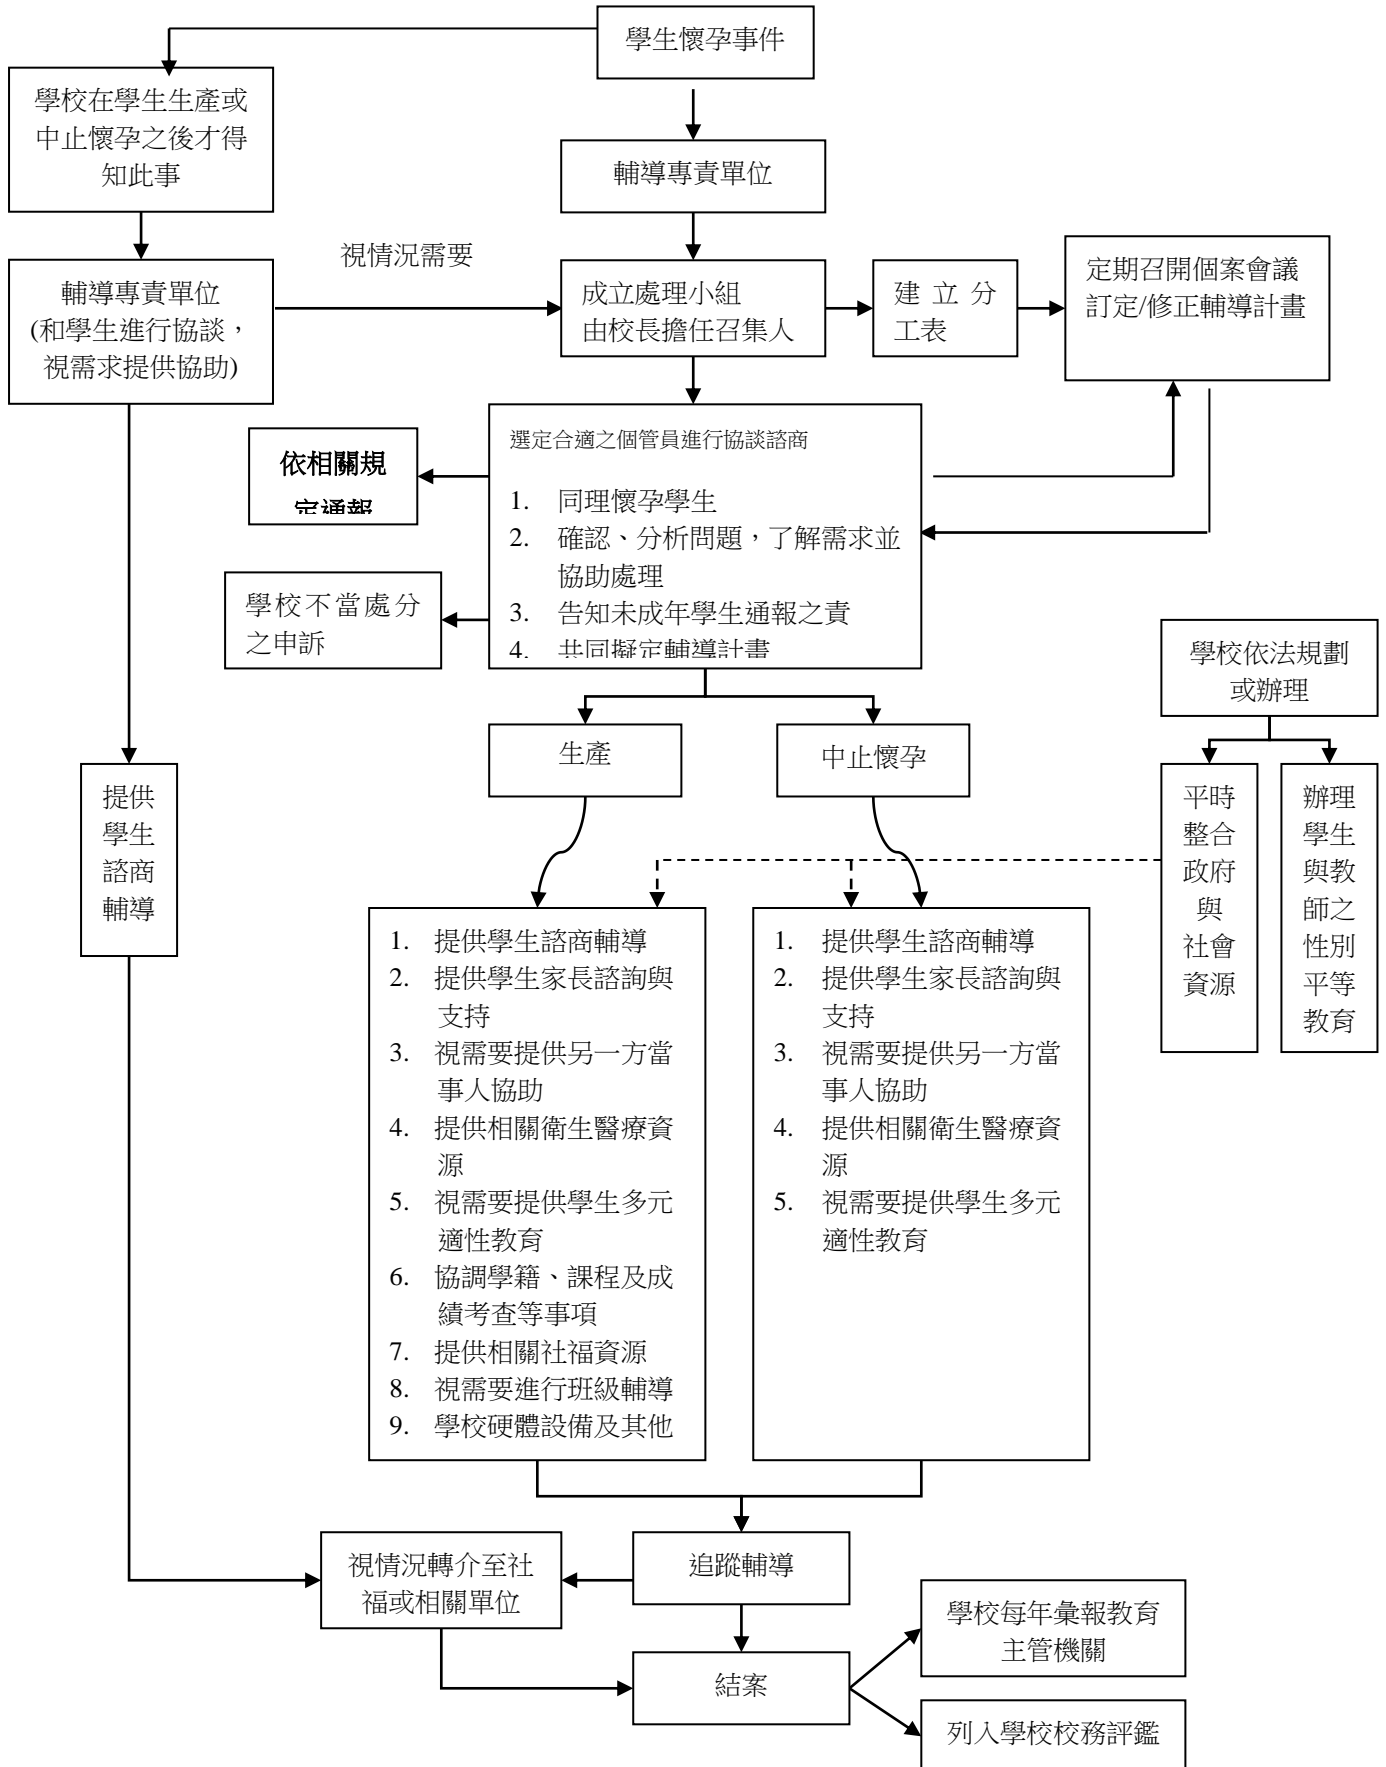 學生懷孕事件
學校在學生生產或
中止懷孕之後才得
知此事
輔導專責單位
輔導專責單位
(和學生進行協談，
視需求提供協助)
視情況需要
成立處理小組
由校長擔任召集人
建立分
工表
定期召開個案會議
訂定/修正輔導計畫
選定合適之個管員進行協談諮商
1. 同理懷孕學生
2. 確認、分析問題，了解需求並
協助處理
3. 告知未成年學生通報之責
4. 共同擬定輔導計畫
依相關規
定通報
學校不當處分
之申訴
學校依法規劃
或辦理
生產
中止懷孕
提供
學生
諮商
輔導
平時
整合
政府
與
社會
資源
辦理
學生
與教
師之
性別
平等
教育
1. 提供學生諮商輔導
2. 提供學生家長諮詢與
支持
3. 視需要提供另一方當
事人協助
4. 提供相關衛生醫療資
源
5. 視需要提供學生多元
適性教育
6. 協調學籍、課程及成
績考查等事項
7. 提供相關社福資源
8. 視需要進行班級輔導
9. 學校硬體設備及其他
1. 提供學生諮商輔導
2. 提供學生家長諮詢與
支持
3. 視需要提供另一方當
事人協助
4. 提供相關衛生醫療資
源
5. 視需要提供學生多元
適性教育
視情況轉介至社
福或相關單位
追蹤輔導
結案
學校每年彙報教育
主管機關
列入學校校務評鑑